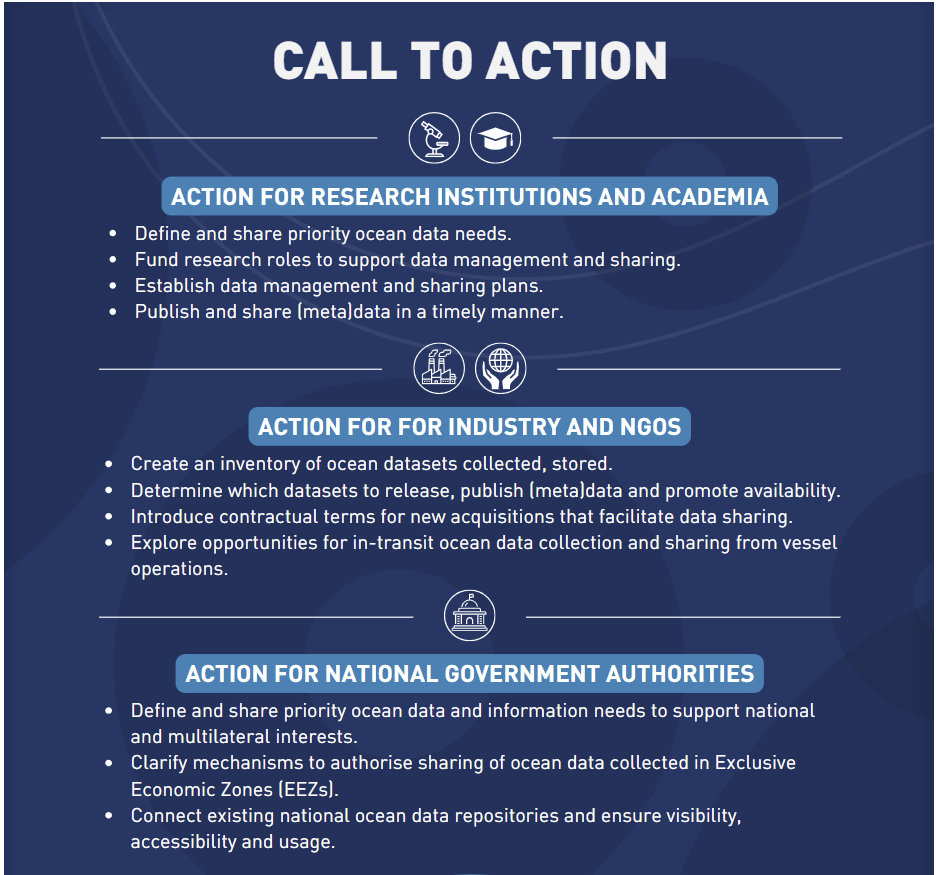 CALL TO ACTION
ACTION FOR RESEARCH INSTITUTIONS AND ACADEMIA
• Define and share priority ocean data needs.
• Fund research roles to support data management and sharing.
• Establish data management and sharing plans.
• Publish and share (meta)data in a timely manner.
ACTION FOR FOR INDUSTRY AND NGOS
• Create an inventory of ocean datasets collected, stored.
• Determine which datasets to release, publish (meta)data and promote availability.
• Introduce contractual terms for new acquisitions that facilitate data sharing.
• Explore opportunities for in-transit ocean data collection and sharing from vessel
operations.
ACTION FOR NATIONAL GOVERNMENT AUTHORITIES
• Define and share priority ocean data and information needs to support national
and multilateral interests.
• Clarify mechanisms to authorise sharing of ocean data collected in Exclusive
Economic Zones (EEZs).
• Connect existing national ocean data repositories and ensure visibility,
accessibility and usage.